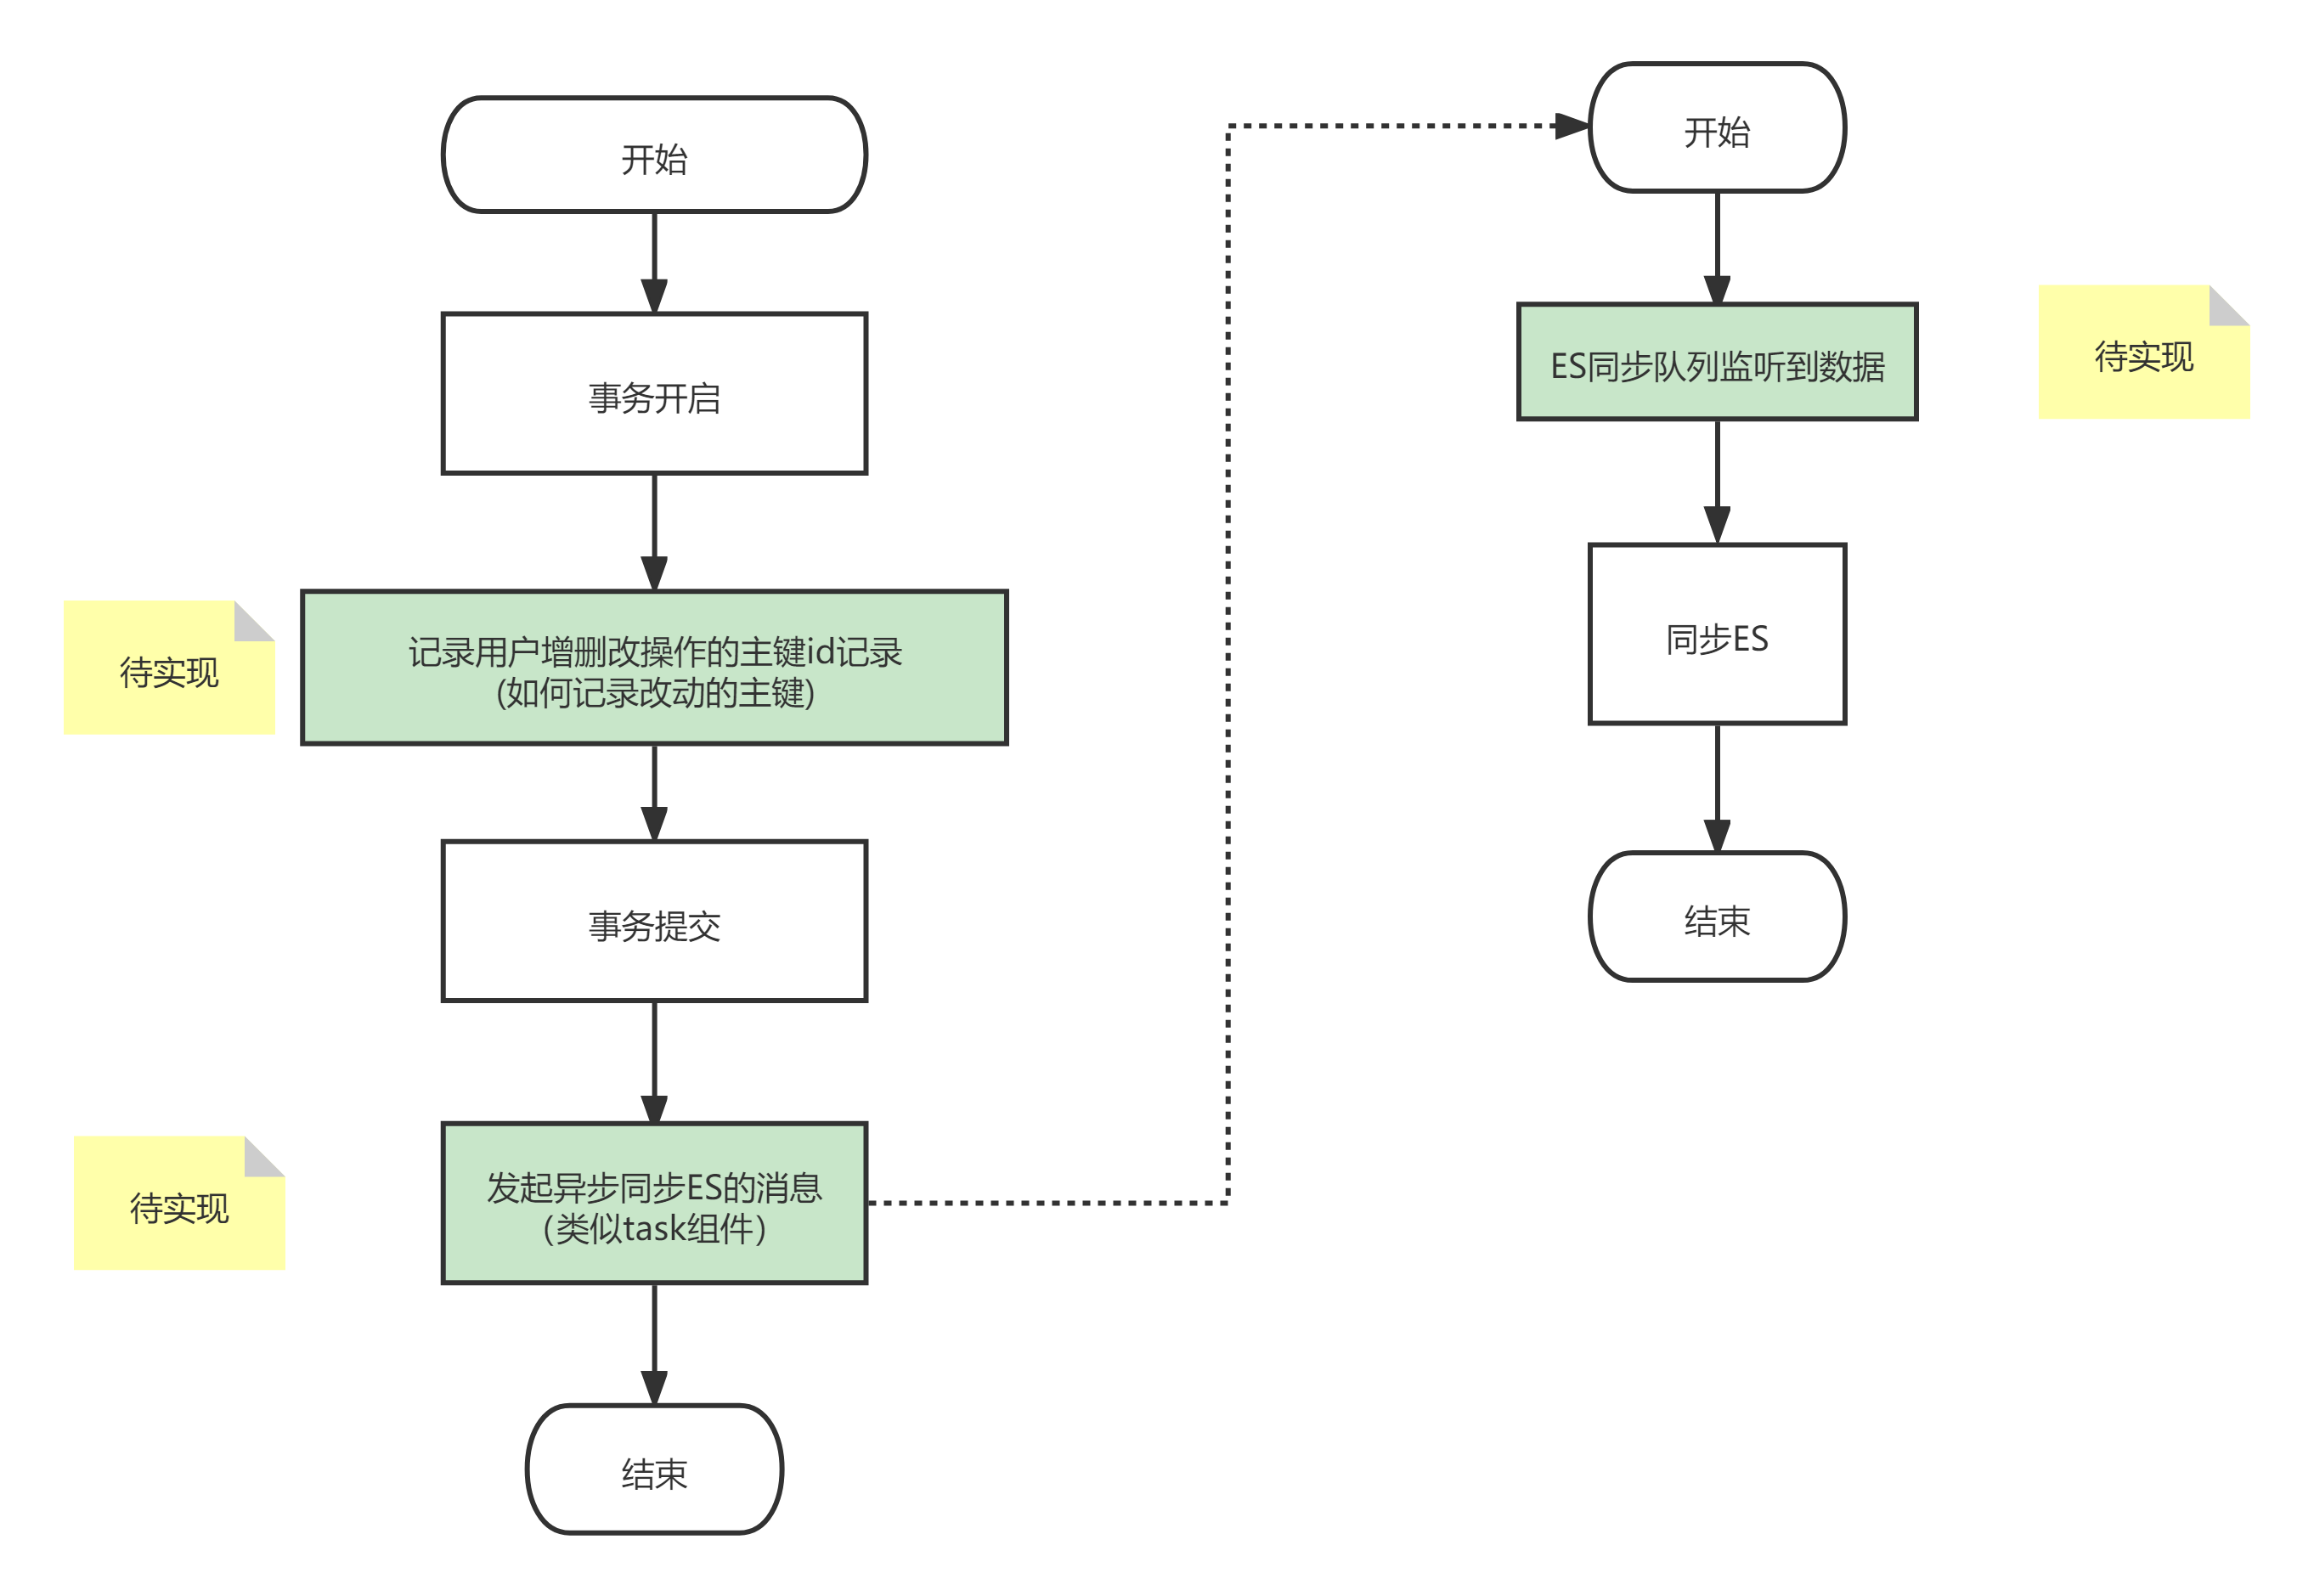 开始
事务开启
待实现
记录用户增删改操作的主键id记录
(如何记录改动的主键)
事务提交
待实现
发起异步同步ES的消息
（类似task组件）
结束
开始
ES同步队列监听到数据
待实现
同步ES
结束